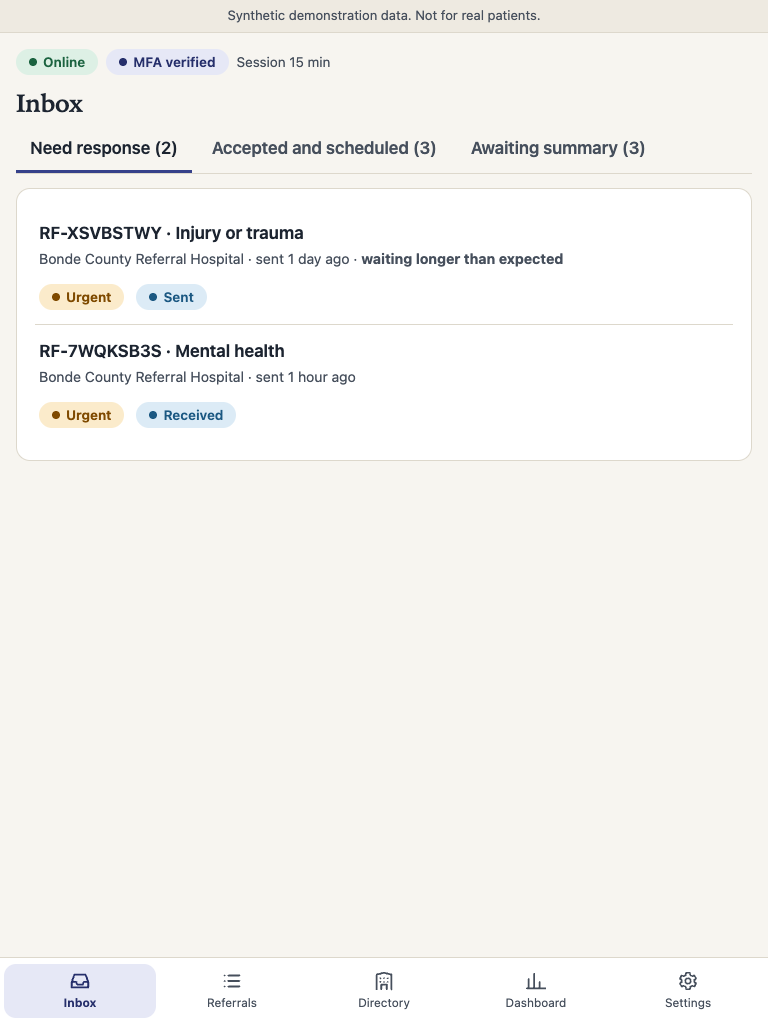 Synthetic demonstration data. Not for real patients.
Online MFA verified Session 15 min
Inbox
Need response (2) Accepted and scheduled (3) Awaiting summary (3)
RF-XSVBSTWY · Injury or trauma
Bonde County Referral Hospital · sent 1 day ago · waiting longer than expected
Urgent Sent
RF-7WQKSB3S · Mental health
Bonde County Referral Hospital · sent 1 hour ago
Urgent Received
Inbox Referrals Directory Dashboard Settings